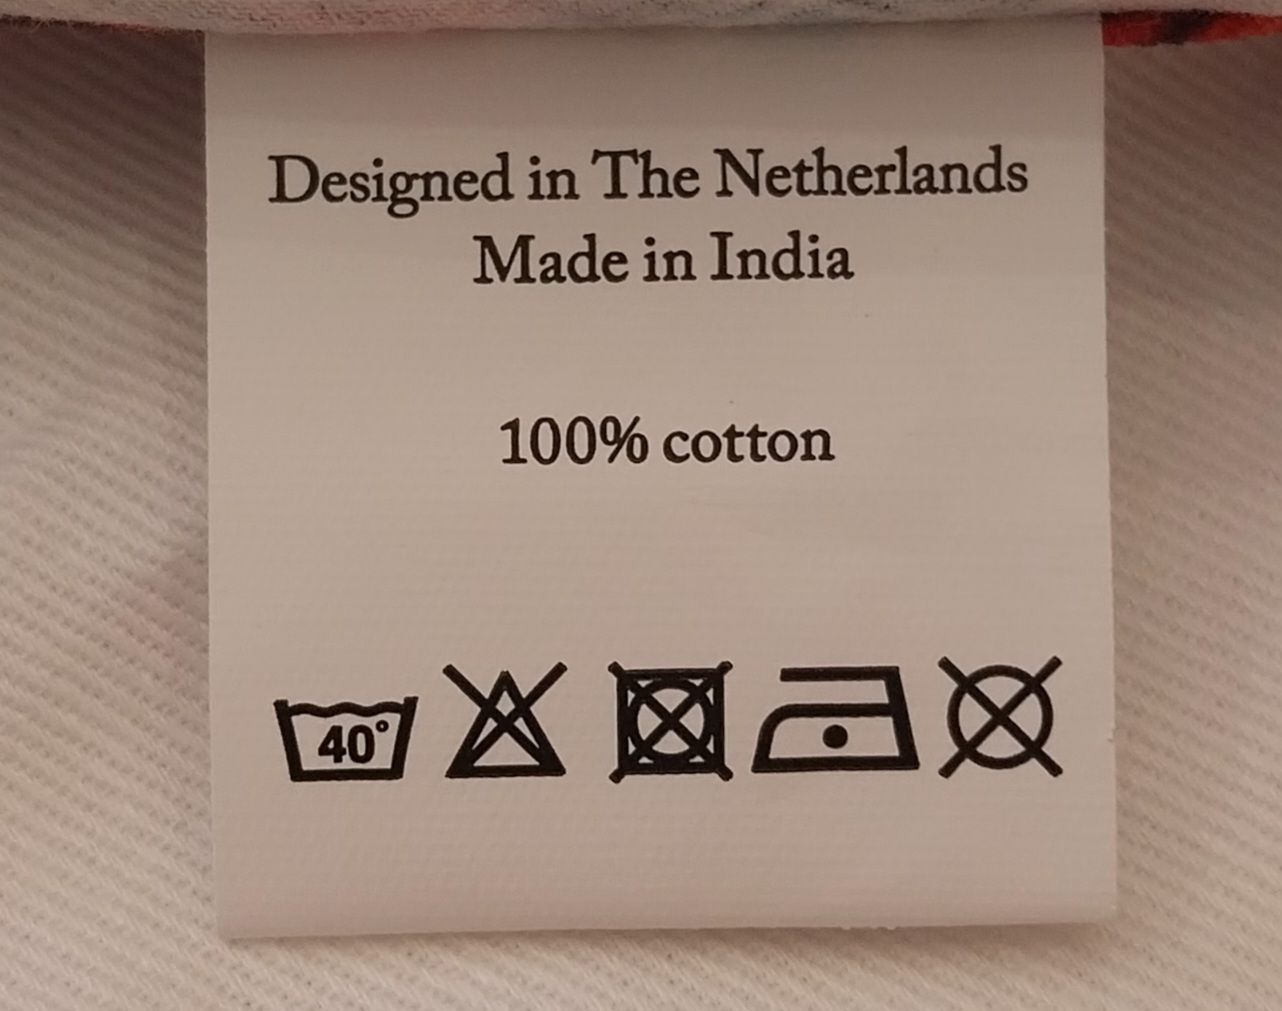 Designed in The Netherlands
Made in India
100% cotton
40°